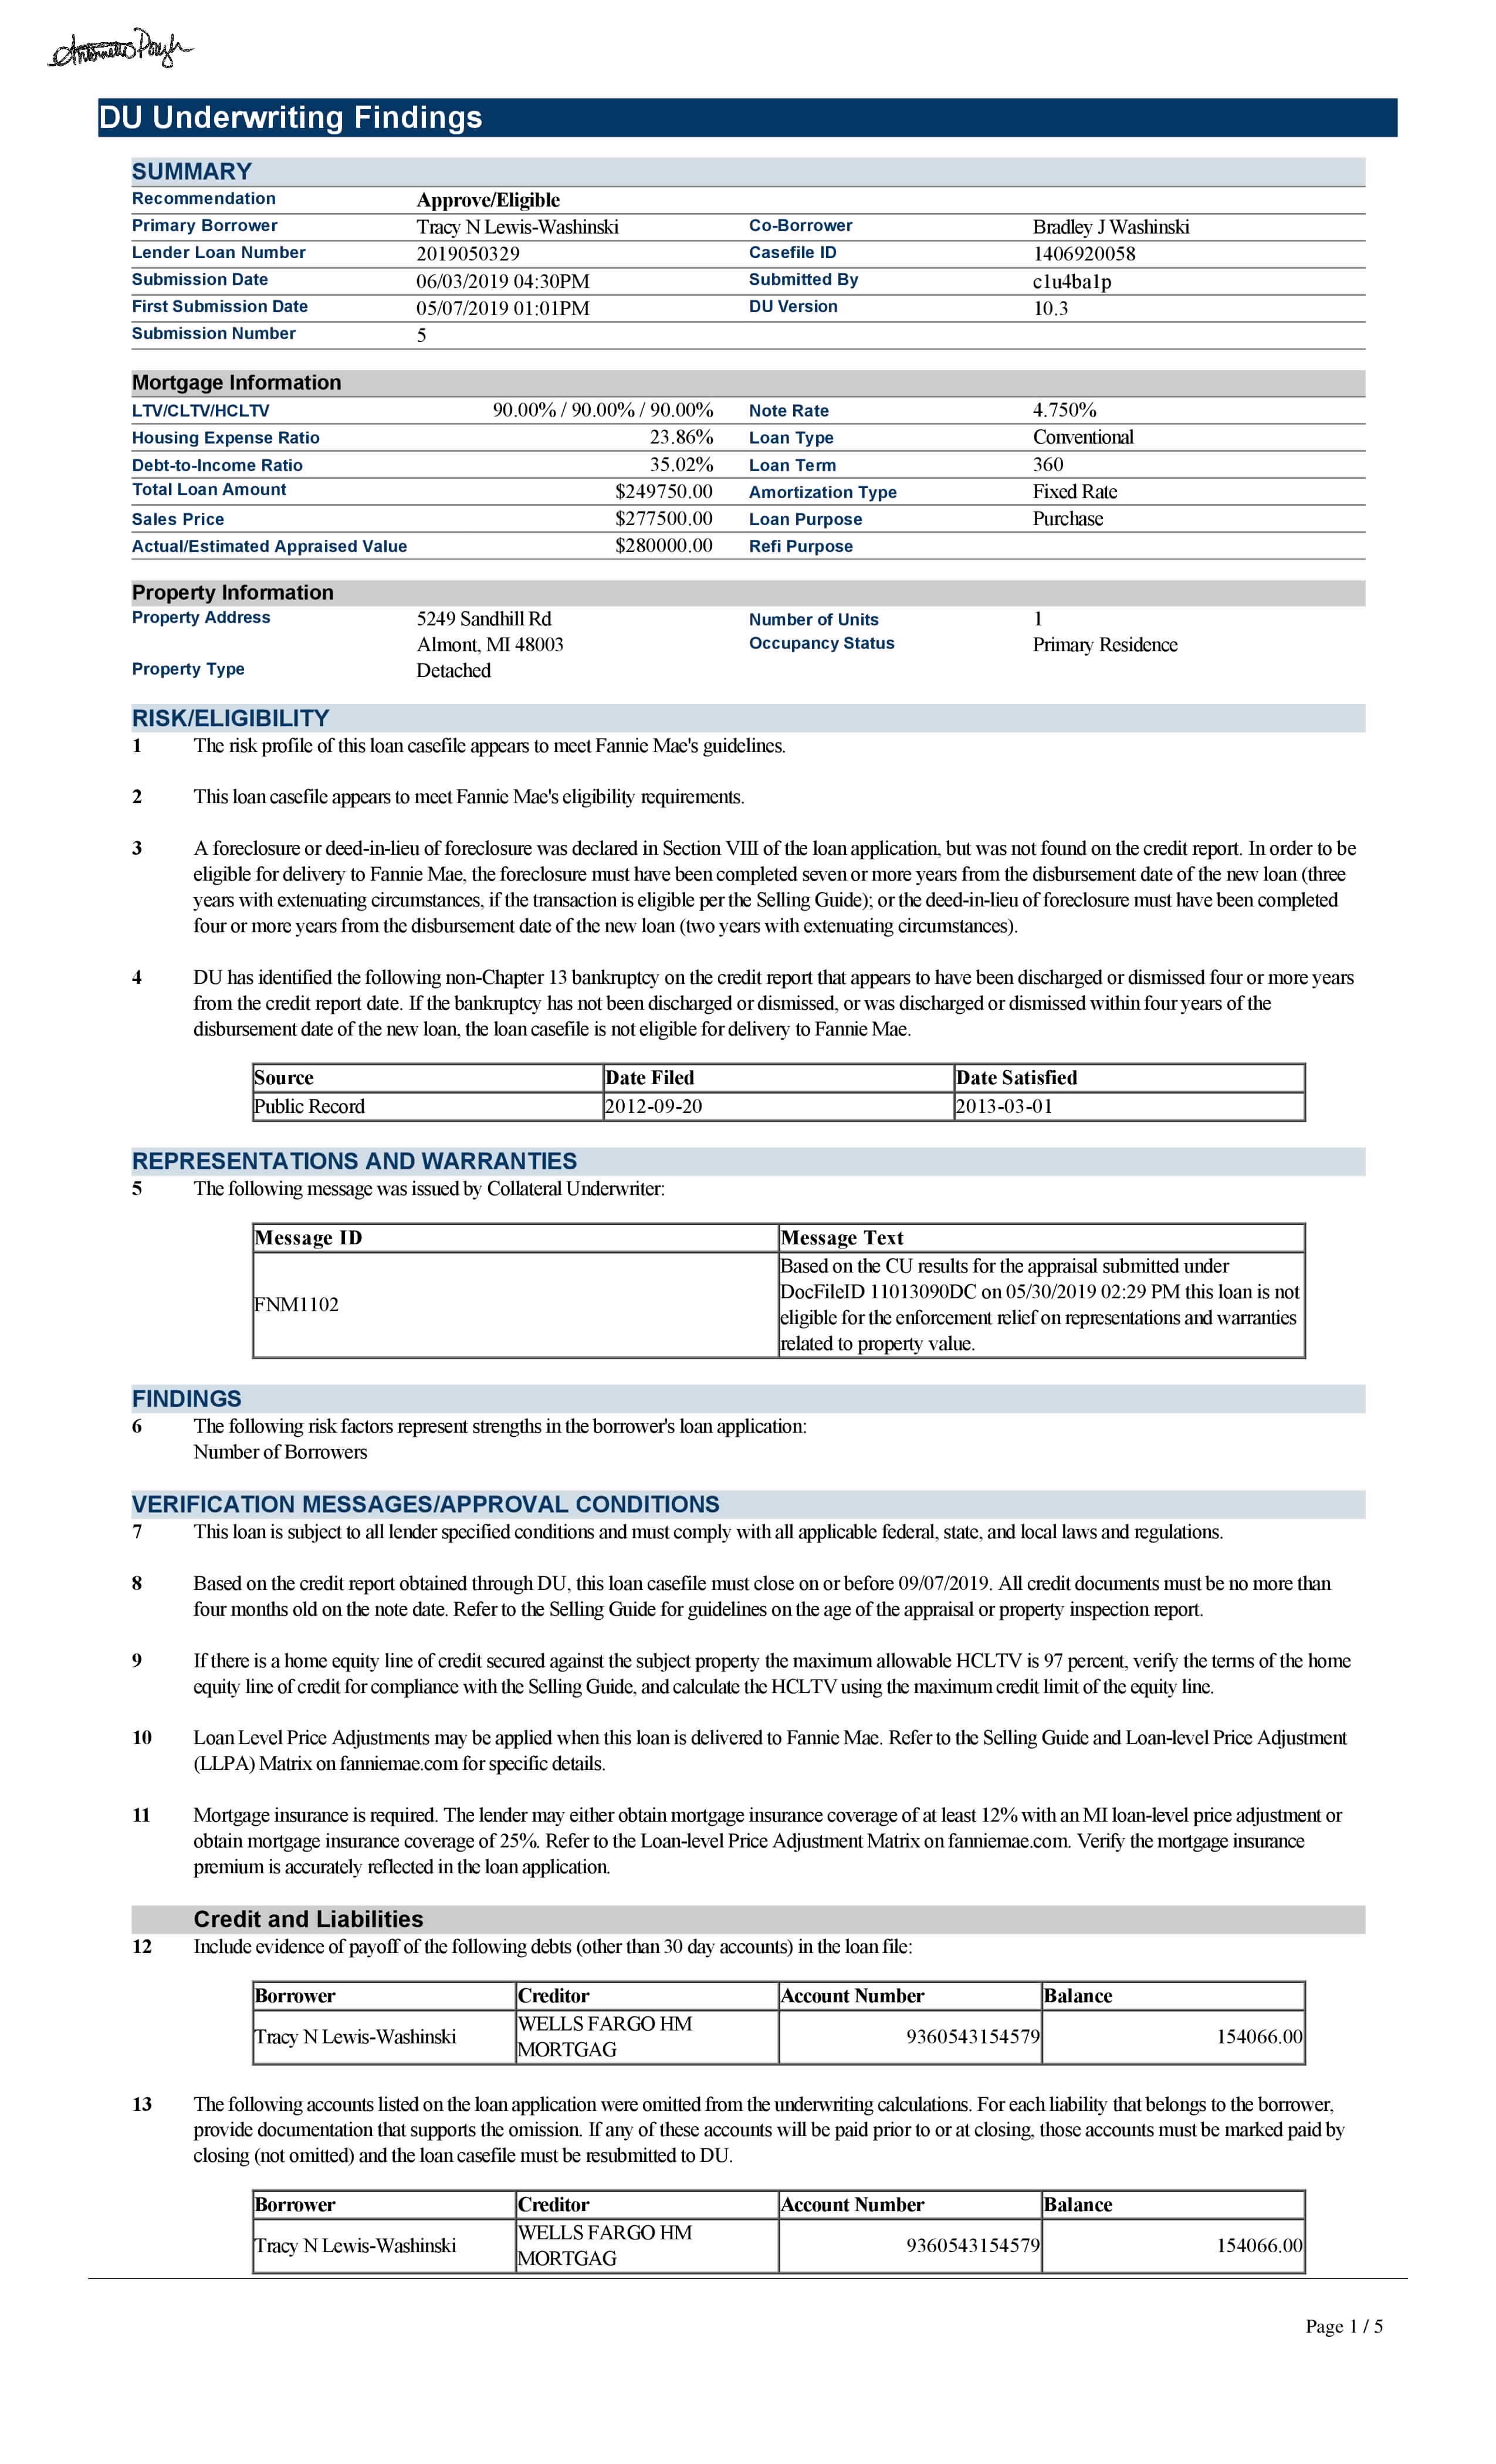 DU Underwriting Findings
SUMMARY
Recommendation Approve/Eligible
Primary Borrower Tracy N Lewis-Washinski Co-Borrower Bradley J Washinski
Lender Loan Number 2019050329 Casefile ID 1406920058
Submission Date 06/03/2019 04:30PM Submitted By c1u4ba1p
First Submission Date 05/07/2019 01:01PM DU Version 10.3
Submission Number 5
Mortgage Information
LTV/CLTV/HCLTV 90.00% / 90.00% / 90.00% Note Rate 4.750%
Housing Expense Ratio 23.86% Loan Type Conventional
Debt-to-Income Ratio 35.02% Loan Term 360
Total Loan Amount $249750.00 Amortization Type Fixed Rate
Sales Price $277500.00 Loan Purpose Purchase
Actual/Estimated Appraised Value $280000.00 Refi Purpose
Property Information
Property Address 5249 Sandhill Rd Number of Units 1
Almont, MI 48003 Occupancy Status Primary Residence
Property Type Detached
RISK/ELIGIBILITY
1 The risk profile of this loan casefile appears to meet Fannie Mae's guidelines.
2 This loan casefile appears to meet Fannie Mae's eligibility requirements.
3 A foreclosure or deed-in-lieu of foreclosure was declared in Section VIII of the loan application, but was not found on the credit report. In order to be
eligible for delivery to Fannie Mae, the foreclosure must have been completed seven or more years from the disbursement date of the new loan (three
years with extenuating circumstances, if the transaction is eligible per the Selling Guide); or the deed-in-lieu of foreclosure must have been completed
four or more years from the disbursement date of the new loan (two years with extenuating circumstances).
4 DU has identified the following non-Chapter 13 bankruptcy on the credit report that appears to have been discharged or dismissed four or more years
from the credit report date. If the bankruptcy has not been discharged or dismissed, or was discharged or dismissed within four years of the
disbursement date of the new loan, the loan casefile is not eligible for delivery to Fannie Mae.
Source Date Filed Date Satisfied
Public Record 2012-09-20 2013-03-01
REPRESENTATIONS AND WARRANTIES
5 The following message was issued by Collateral Underwriter:
Message ID Message Text
Based on the CU results for the appraisal submitted under
DocFileID 11013090DC on 05/30/2019 02:29 PM this loan is not
FNM1102
eligible for the enforcement relief on representations and warranties
related to property value.
FINDINGS
6 The following risk factors represent strengths in the borrower's loan application:
Number of Borrowers
VERIFICATION MESSAGES/APPROVAL CONDITIONS
7 This loan is subject to all lender specified conditions and must comply with all applicable federal, state, and local laws and regulations.
8 Based on the credit report obtained through DU, this loan casefile must close on or before 09/07/2019. All credit documents must be no more than
four months old on the note date. Refer to the Selling Guide for guidelines on the age of the appraisal or property inspection report.
9 If there is a home equity line of credit secured against the subject property the maximum allowable HCLTV is 97 percent, verify the terms of the home
equity line of credit for compliance with the Selling Guide, and calculate the HCLTV using the maximum credit limit of the equity line.
10 Loan Level Price Adjustments may be applied when this loan is delivered to Fannie Mae. Refer to the Selling Guide and Loan-level Price Adjustment
(LLPA) Matrix on fanniemae.com for specific details.
11 Mortgage insurance is required. The lender may either obtain mortgage insurance coverage of at least 12% with an MI loan-level price adjustment or
obtain mortgage insurance coverage of 25%. Refer to the Loan-level Price Adjustment Matrix on fanniemae.com. Verify the mortgage insurance
premium is accurately reflected in the loan application.
Credit and Liabilities
12 Include evidence of payoff of the following debts (other than 30 day accounts) in the loan file:
Borrower Creditor Account Number Balance
Tracy N Lewis-Washinski WELLS FARGO HM MORTGAG 9360543154579 154066.00
13 The following accounts listed on the loan application were omitted from the underwriting calculations. For each liability that belongs to the borrower,
provide documentation that supports the omission. If any of these accounts will be paid prior to or at closing, those accounts must be marked paid by
closing (not omitted) and the loan casefile must be resubmitted to DU.
Borrower Creditor Account Number Balance
Tracy N Lewis-Washinski WELLS FARGO HM MORTGAG 9360543154579 154066.00
Page 1 / 5